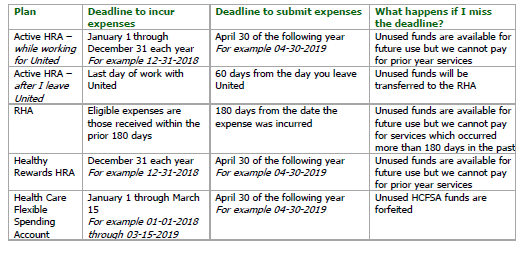 Plan
Deadline to incur
expenses
Deadline to submit expenses
What happens if I miss
the deadline?
Active HRA –
while working
for United
January 1 through
December 31 each year
For example 12-31-2018
April 30 of the following year
For example 04-30-2019
Unused funds are available for
future use but we cannot pay
for prior year services
Active HRA –
after I leave
United
Last day of work with
United
60 days from the day you leave
United
Unused funds will be
transferred to the RHA
RHA
Eligible expenses are
those received within the
prior 180 days
180 days from the date the
expense was incurred
Unused funds are available for
future use but we cannot pay
for services which occurred
more than 180 days in the past
Healthy
Rewards HRA
December 31 each year
For example 12-31-2018
April 30 of the following year
For example 04-30-2019
Unused funds are available for
future use but we cannot pay
for prior year services
Health Care
Flexible
Spending
Account
January 1 through March
15
For example 01-01-2018
through 03-15-2019
April 30 of the following year
For example 04-30-2019
Unused HCFSA funds are
forfeited